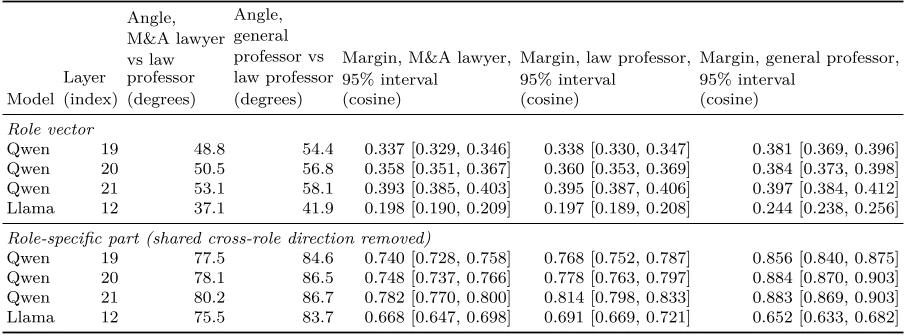 Angle, Angle,
M&A lawyer general
vs law professor vs Margin, M&A lawyer, Margin, law professor, Margin, general professor,
Layer professor law professor 95% interval 95% interval 95% interval
Model (index) (degrees) (degrees) (cosine) (cosine) (cosine)
Role vector
Qwen 19 48.8 54.4 0.337 [0.329, 0.346] 0.338 [0.330, 0.347] 0.381 [0.369, 0.396]
Qwen 20 50.5 56.8 0.358 [0.351, 0.367] 0.360 [0.353, 0.369] 0.384 [0.373, 0.398]
Qwen 21 53.1 58.1 0.393 [0.385, 0.403] 0.395 [0.387, 0.406] 0.397 [0.384, 0.412]
Llama 12 37.1 41.9 0.198 [0.190, 0.209] 0.197 [0.189, 0.208] 0.244 [0.238, 0.256]
Role-specific part (shared cross-role direction removed)
Qwen 19 77.5 84.6 0.740 [0.728, 0.758] 0.768 [0.752, 0.787] 0.856 [0.840, 0.875]
Qwen 20 78.1 86.5 0.748 [0.737, 0.766] 0.778 [0.763, 0.797] 0.884 [0.870, 0.903]
Qwen 21 80.2 86.7 0.782 [0.770, 0.800] 0.814 [0.798, 0.833] 0.883 [0.869, 0.903]
Llama 12 75.5 83.7 0.668 [0.647, 0.698] 0.691 [0.669, 0.721] 0.652 [0.633, 0.682]